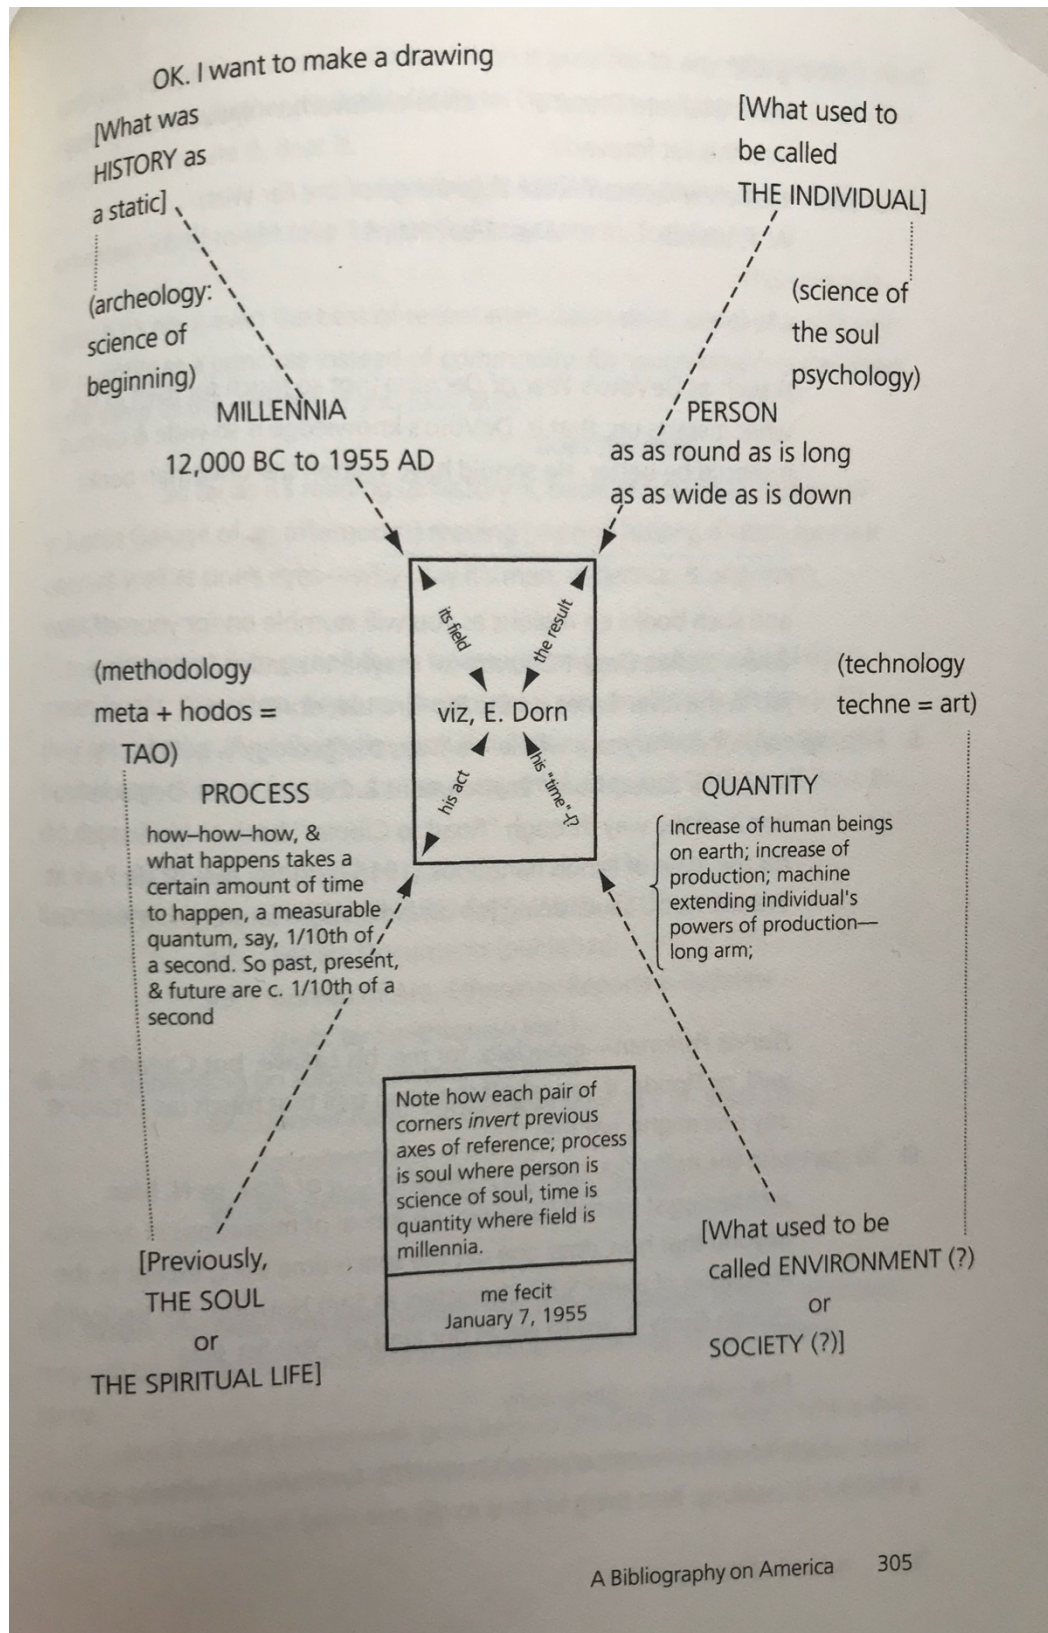 OK. I want to make a drawing
[What was
HISTORY as
a static]
(archeology:
science of
beginning)
MILLENNIA
12,000 BC to 1955 AD
[What used to
be called
THE INDIVIDUAL]
(science of
the soul
psychology)
PERSON
as as round as is long
as as wide as is down
its field
the result
viz, E. Dorn
his act
his "time"–[?
(methodology
meta + hodos =
TAO)
PROCESS
how–how–how, &
what happens takes a
certain amount of time
to happen, a measurable
quantum, say, 1/10th of
a second. So past, present,
& future are c. 1/10th of a
second
(technology
techne = art)
QUANTITY
Increase of human beings
on earth; increase of
production; machine
extending individual's
powers of production—
long arm;
Note how each pair of
corners invert previous
axes of reference; process
is soul where person is
science of soul, time is
quantity where field is
millennia.
me fecit
January 7, 1955
[Previously,
THE SOUL
or
THE SPIRITUAL LIFE]
[What used to be
called ENVIRONMENT (?)
or
SOCIETY (?)]
A Bibliography on America 305